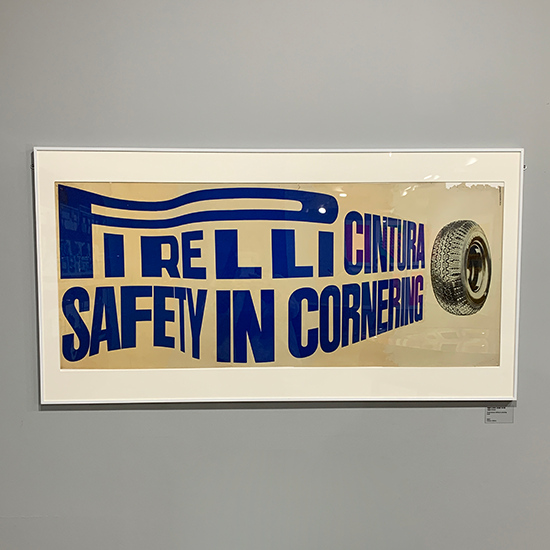 PIRELLI CINTURA
SAFETY IN CORNERING